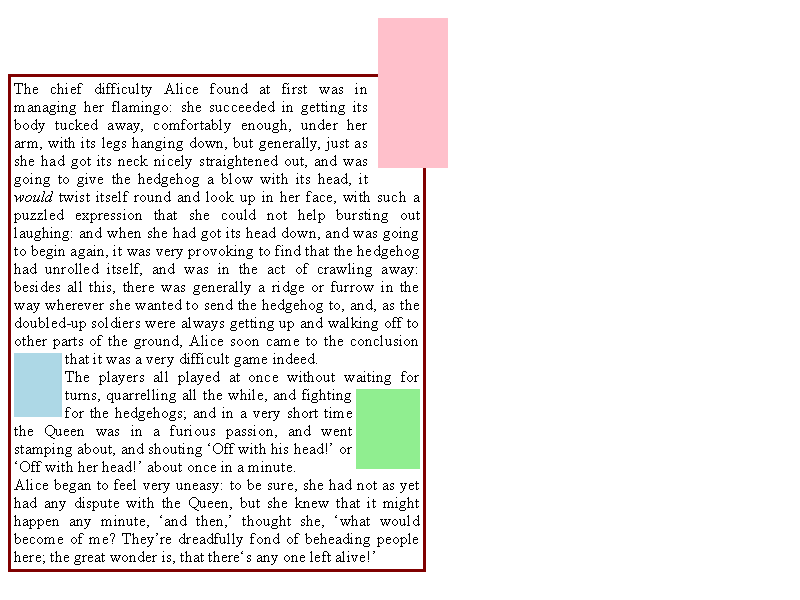 The chief difficulty Alice found at first was in
managing her flamingo: she succeeded in getting its
body tucked away, comfortably enough, under her
arm, with its legs hanging down, but generally, just as
she had got its neck nicely straightened out, and was
going to give the hedgehog a blow with its head, it
would twist itself round and look up in her face, with such a
puzzled expression that she could not help bursting out
laughing: and when she had got its head down, and was going
to begin again, it was very provoking to find that the hedgehog
had unrolled itself, and was in the act of crawling away:
besides all this, there was generally a ridge or furrow in the
way wherever she wanted to send the hedgehog to, and, as the
doubled-up soldiers were always getting up and walking off to
other parts of the ground, Alice soon came to the conclusion
that it was a very difficult game indeed.
The players all played at once without waiting for
turns, quarrelling all the while, and fighting
for the hedgehogs; and in a very short time
the Queen was in a furious passion, and went
stamping about, and shouting ‘Off with his head!’ or
‘Off with her head!’ about once in a minute.
Alice began to feel very uneasy: to be sure, she had not as yet
had any dispute with the Queen, but she knew that it might
happen any minute, ‘and then,’ thought she, ‘what would
become of me? They’re dreadfully fond of beheading people
here; the great wonder is, that there‘s any one left alive!’